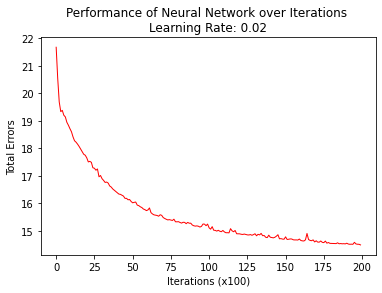 Performance of Neural Network over Iterations
Learning Rate: 0.02
22
21
20
19
18
17
16
15
Total Errors
0 25 50 75 100 125 150 175 200
Iterations (x100)